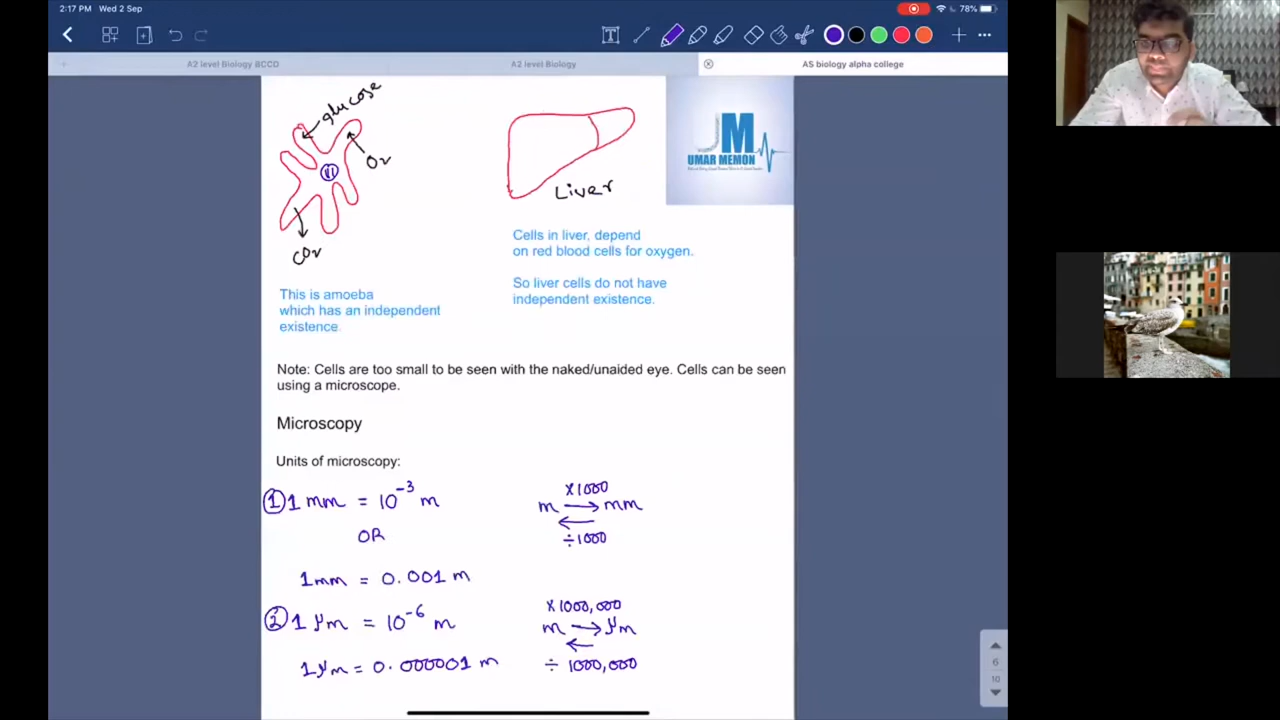 2:17 PM Wed 2 Sep
78%
A2 level Biology BCCD
A2 level Biology
AS biology alpha college
glucose
O2
CO2
Liver
JM
UMAR MEMON
Cells in liver, depend
on red blood cells for oxygen.
So liver cells do not have
independent existence.
This is amoeba
which has an independent
existence
Note: Cells are too small to be seen with the naked/unaided eye. Cells can be seen
using a microscope.
Microscopy
Units of microscopy:
① 1 mm = 10⁻³ m
OR
1mm = 0.001 m
×1000
m → mm
←
÷1000
② 1 μm = 10⁻⁶ m
1 μm = 0.000001 m
×1000,000
m → μm
←
÷ 1000,000
6
10